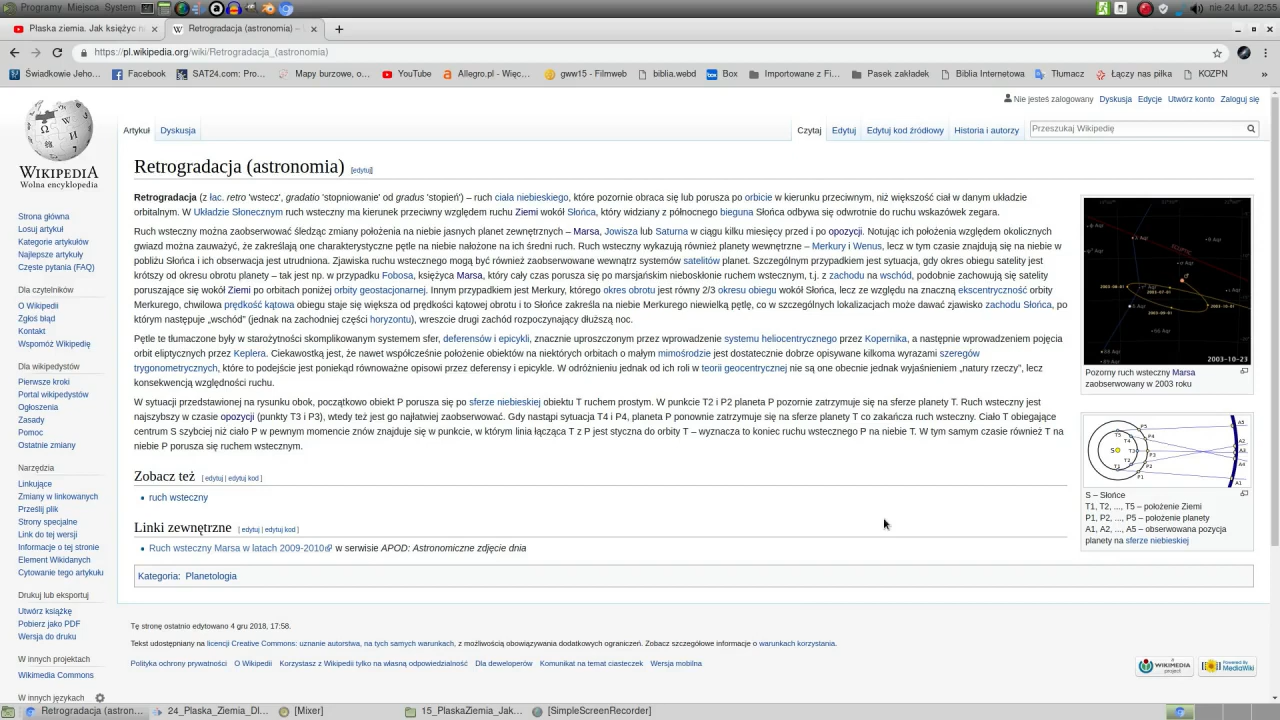 Programy Miejsca System
nie 24 lut, 22:55
Płaska ziemia. Jak księżyc
Retrogradacja (astronomia) –
https://pl.wikipedia.org/wiki/Retrogradacja_(astronomia)
Świadkowie Jeho... Facebook SAT24.com: Pro... Mapy burzowe, o... YouTube Allegro.pl - Więc... gww15 - Filmweb biblia.webd Box Importowane z Fi... Pasek zakładek Biblia Internetowa Tłumacz Łączy nas piłka KOZPN »
Nie jesteś zalogowany Dyskusja Edycje Utwórz konto Zaloguj się
Artykuł Dyskusja Czytaj Edytuj Edytuj kod źródłowy Historia i autorzy Przeszukaj Wikipedię
WIKIPEDIA
Wolna encyklopedia
Strona główna
Losuj artykuł
Kategorie artykułów
Najlepsze artykuły
Częste pytania (FAQ)
Dla czytelników
O Wikipedii
Zgłoś błąd
Kontakt
Wspomóż Wikipedię
Dla wikipedystów
Pierwsze kroki
Portal wikipedystów
Ogłoszenia
Zasady
Pomoc
Ostatnie zmiany
Narzędzia
Linkujące
Zmiany w linkowanych
Prześlij plik
Strony specjalne
Link do tej wersji
Informacje o tej stronie
Element Wikidanych
Cytowanie tego artykułu
Drukuj lub eksportuj
Utwórz książkę
Pobierz jako PDF
Wersja do druku
W innych projektach
Wikimedia Commons
W innych językach
Retrogradacja (astronomia) [edytuj]
Retrogradacja (z łac. retro 'wstecz', gradatio 'stopniowanie' od gradus 'stopień') – ruch ciała niebieskiego, które pozornie obraca się lub porusza po orbicie w kierunku przeciwnym, niż większość ciał w danym układzie
orbitalnym. W Układzie Słonecznym ruch wsteczny ma kierunek przeciwny względem ruchu Ziemi wokół Słońca, który widziany z północnego bieguna Słońca odbywa się odwrotnie do ruchu wskazówek zegara.
Ruch wsteczny można zaobserwować śledząc zmiany położenia na niebie jasnych planet zewnętrznych – Marsa, Jowisza lub Saturna w ciągu kilku miesięcy przed i po opozycji. Notując ich położenia względem okolicznych
gwiazd można zauważyć, że zakreślają one charakterystyczne pętle na niebie nałożone na ich średni ruch. Ruch wsteczny wykazują również planety wewnętrzne – Merkury i Wenus, lecz w tym czasie znajdują się na niebie w
pobliżu Słońca i ich obserwacja jest utrudniona. Zjawiska ruchu wstecznego mogą być również zaobserwowane wewnątrz systemów satelitów planet. Szczególnym przypadkiem jest sytuacja, gdy okres obiegu satelity jest
krótszy od okresu obrotu planety – tak jest np. w przypadku Fobosa, księżyca Marsa, który cały czas porusza się po marsjańskim nieboskłonie ruchem wstecznym, t.j. z zachodu na wschód, podobnie zachowują się satelity
poruszające się wokół Ziemi po orbitach poniżej orbity geostacjonarnej. Innym przypadkiem jest sytuacja Merkury, którego okres obrotu jest równy 2/3 okresu obiegu wokół Słońca, lecz ze względu na znaczną ekscentryczność orbity
Merkurego, chwilowa prędkość kątowa obiegu staje się większa od prędkości kątowej obrotu i to Słońce zakreśla na niebie Merkurego niewielką pętlę, co w szczególnych lokalizacjach może dawać zjawisko zachodu Słońca, po
którym następuje „wschód” (jednak na zachodniej części horyzontu), wreszcie drugi zachód rozpoczynający dłuższą noc.
Pętle te tłumaczone były w starożytności skomplikowanym systemem sfer, deferensów i epicykli, znacznie uproszczonym przez wprowadzenie systemu heliocentrycznego przez Kopernika, a następnie wprowadzeniem pojęcia
orbit eliptycznych przez Keplera. Ciekawostką jest, że nawet współcześnie położenie obiektów na niektórych orbitach o małym mimośrodzie jest dostatecznie dobrze opisywane kilkoma wyrazami szeregów
trygonometrycznych, które to podejście jest poniekąd równoważne opisowi przez deferensy i epicykle. W odróżnieniu jednak od ich roli w teorii geocentrycznej nie są one obecnie jednak wyjaśnieniem „natury rzeczy”, lecz
konsekwencją względności ruchu.
W sytuacji przedstawionej na rysunku obok, początkowo obiekt P porusza się po sferze niebieskiej obiektu T ruchem prostym. W punkcie T2 i P2 planeta P pozornie zatrzymuje się na sferze planety T. Ruch wsteczny jest
najszybszy w czasie opozycji (punkty T3 i P3), wtedy też jest go najłatwiej zaobserwować. Gdy nastąpi sytuacja T4 i P4, planeta P ponownie zatrzymuje się na sferze planety T co zakańcza ruch wsteczny. Ciało T obiegające
centrum S szybciej niż ciało P w pewnym momencie znów znajduje się w punkcie, w którym linia łącząca T z P jest styczna do orbity T – wyznacza to koniec ruchu wstecznego P na niebie T. W tym samym czasie również T na
niebie P porusza się ruchem wstecznym.
Zobacz też [ edytuj | edytuj kod ]
ruch wsteczny
Linki zewnętrzne [ edytuj | edytuj kod ]
Ruch wsteczny Marsa w latach 2009-2010 w serwisie APOD: Astronomiczne zdjęcie dnia
Kategoria: Planetologia
2003-10-23
Pozorny ruch wsteczny Marsa
zaobserwowany w 2003 roku
S – Słońce
T1, T2, ..., T5 – położenie Ziemi
P1, P2, ..., P5 – położenie planety
A1, A2, ..., A5 – obserwowana pozycja
planety na sferze niebieskiej
Tę stronę ostatnio edytowano 4 gru 2018, 17:58.
Tekst udostępniany na licencji Creative Commons: uznanie autorstwa, na tych samych warunkach, z możliwością obowiązywania dodatkowych ograniczeń. Zobacz szczegółowe informacje o warunkach korzystania.
Polityka ochrony prywatności O Wikipedii Korzystasz z Wikipedii tylko na własną odpowiedzialność Dla deweloperów Komunikat na temat ciasteczek Wersja mobilna
A WIKIMEDIA project Powered By MediaWiki
Retrogradacja (astron... 24_Plaska_Ziemia_DI... [Mixer] 15_PlaskaZiemia_Jak... [SimpleScreenRecorder]